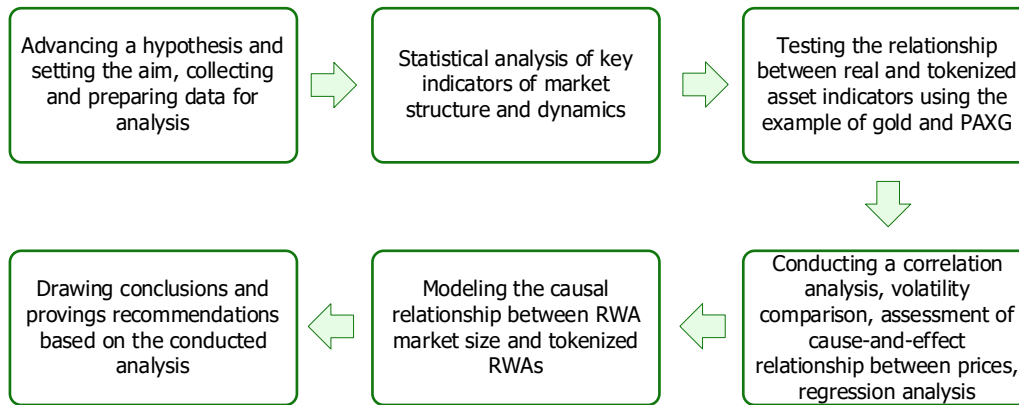 Advancing a hypothesis and
setting the aim, collecting
and preparing data for
analysis
Statistical analysis of key
indicators of market
structure and dynamics
Testing the relationship
between real and tokenized
asset indicators using the
example of gold and PAXG
Conducting a correlation
analysis, volatility
comparison, assessment of
cause-and-effect
relationship between prices,
regression analysis
Modeling the causal
relationship between RWA
market size and tokenized
RWAs
Drawing conclusions and
provings recommendations
based on the conducted
analysis